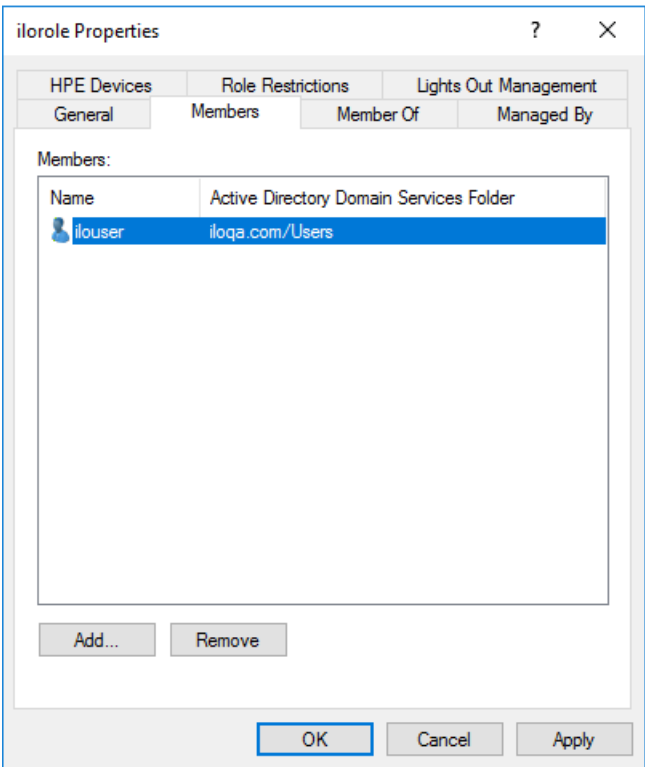 ilorole Properties
?
HPE Devices Role Restrictions Lights Out Management
General Members Member Of Managed By
Members:
Name Active Directory Domain Services Folder
ilouser iloqa.com/Users
Add... Remove
OK Cancel Apply